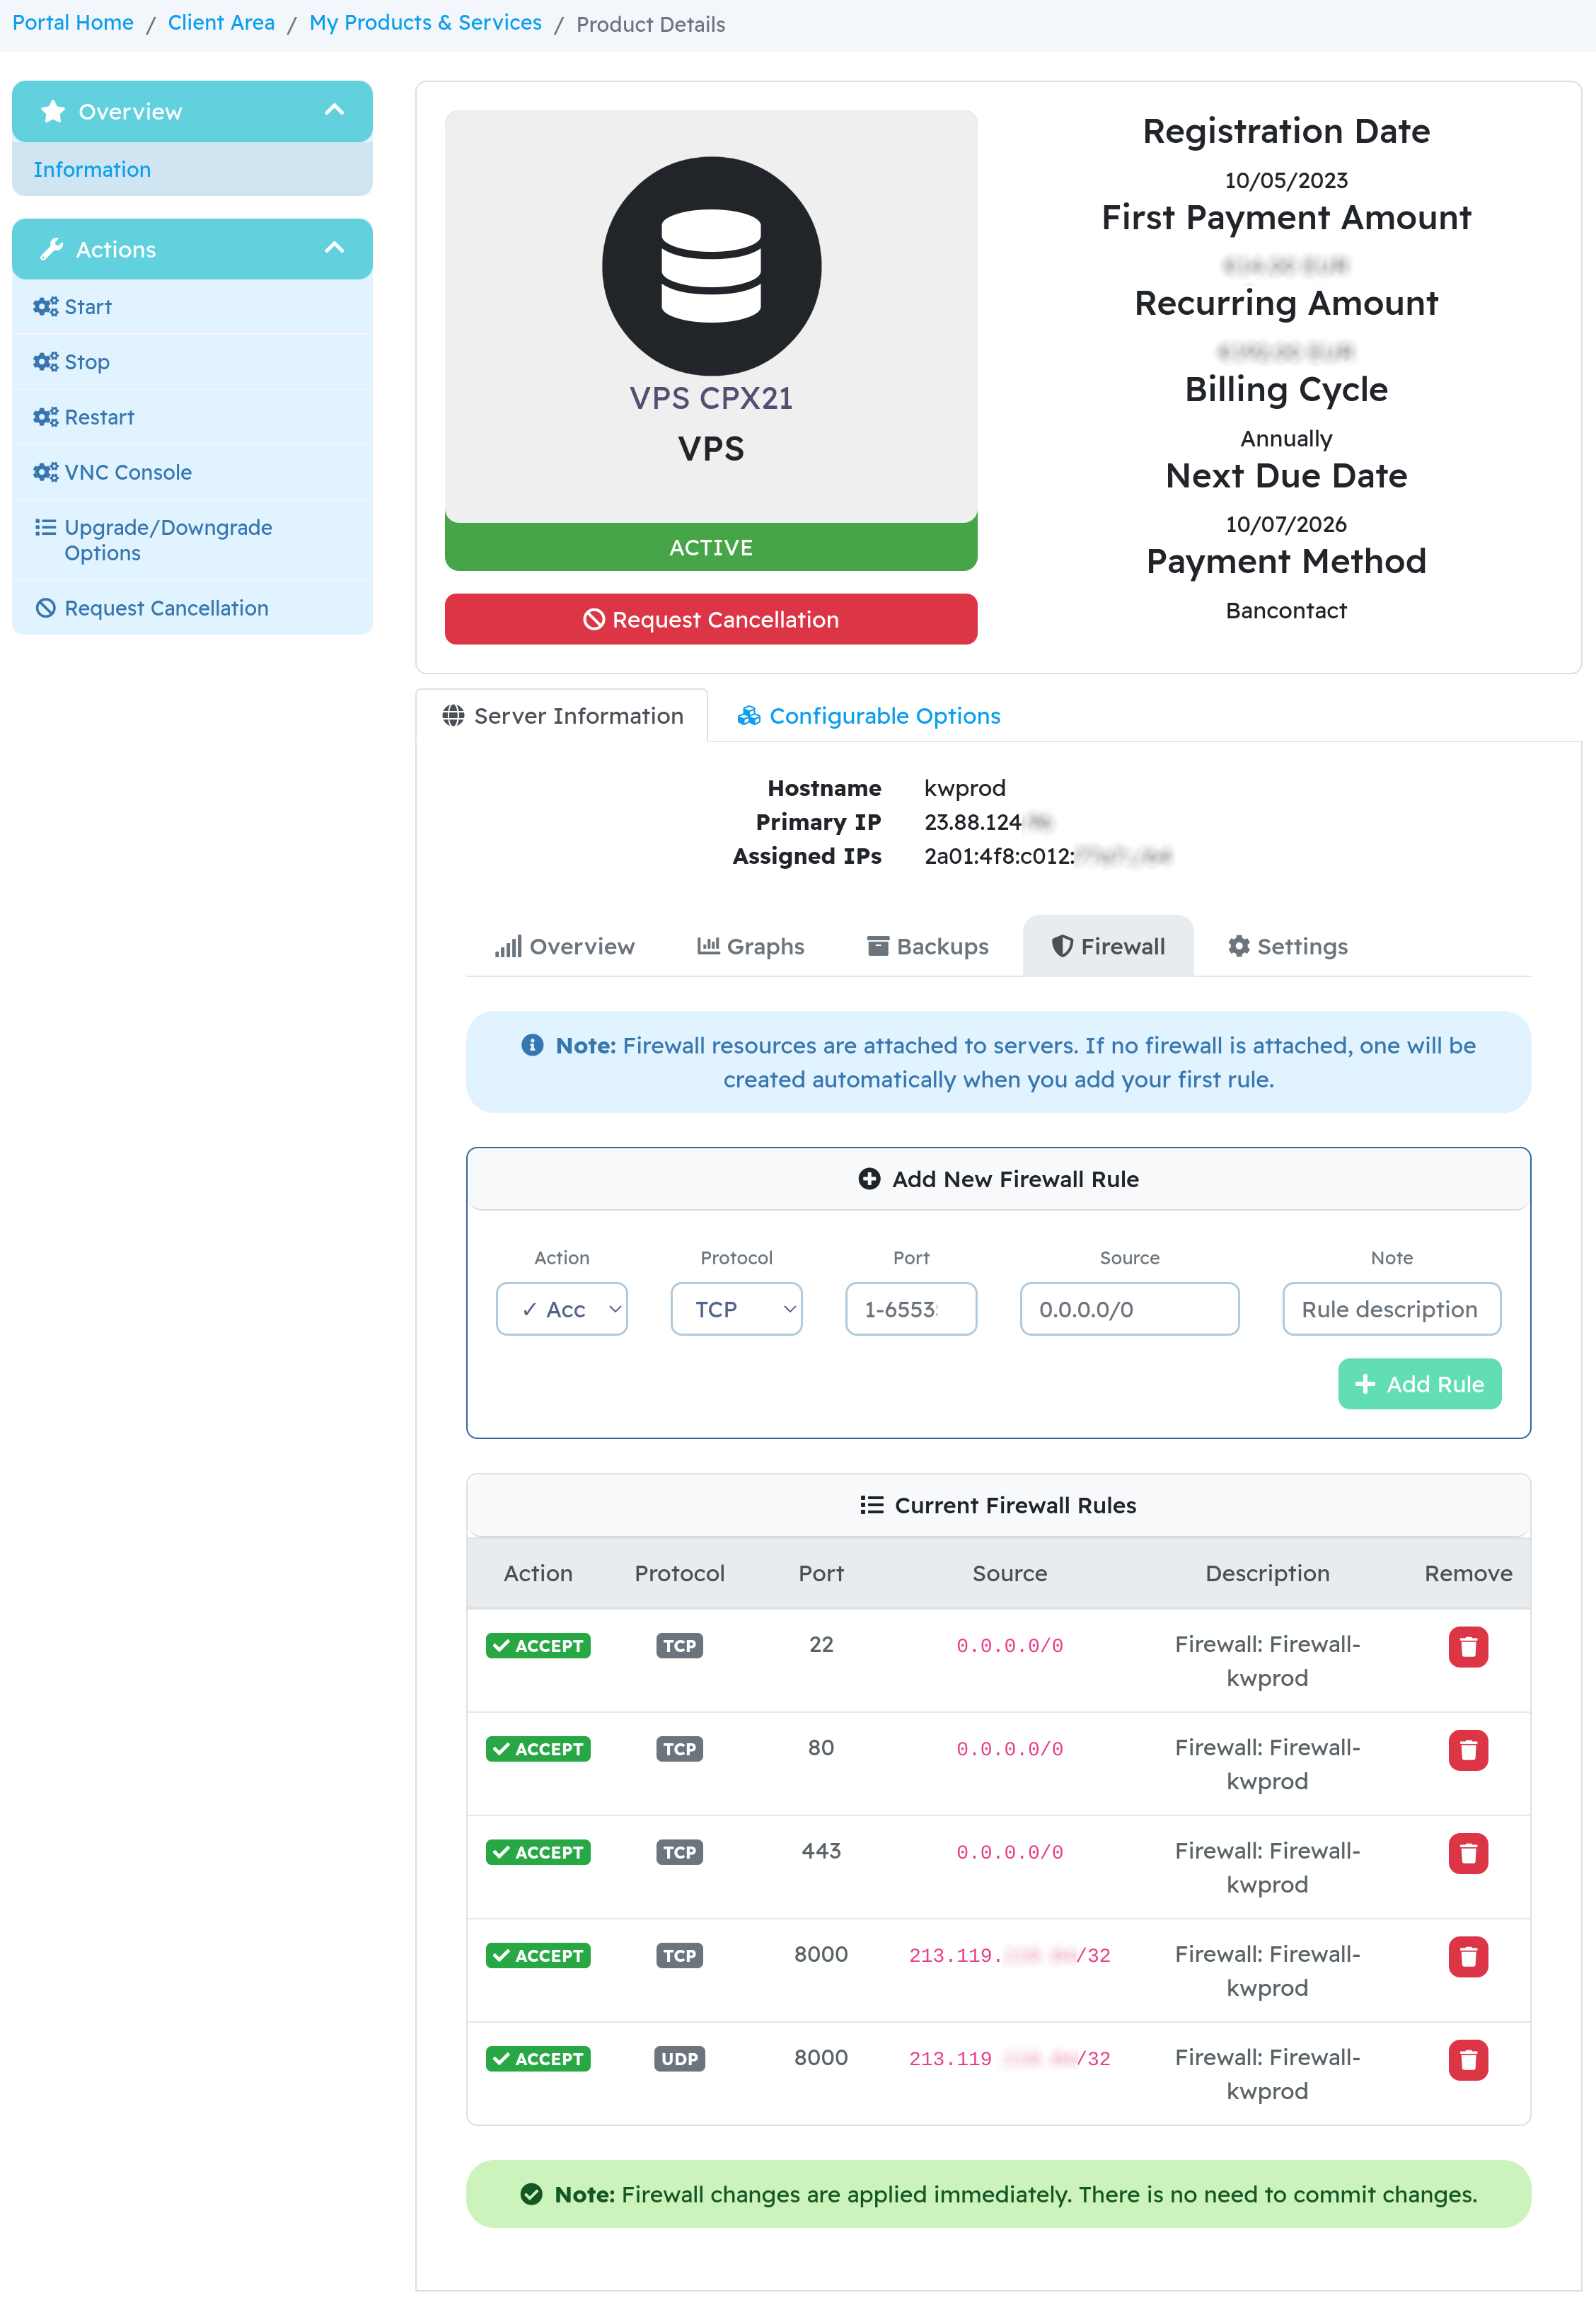 Portal Home / Client Area / My Products & Services / Product Details
Overview
Information
Actions
Start
Stop
Restart
VNC Console
Upgrade/Downgrade
Options
Request Cancellation
VPS CPX21
VPS
ACTIVE
Request Cancellation
Registration Date
10/05/2023
First Payment Amount
Recurring Amount
Billing Cycle
Annually
Next Due Date
10/07/2026
Payment Method
Bancontact
Server Information Configurable Options
Hostname kwprod
Primary IP 23.88.124
Assigned IPs 2a01:4f8:c012:
Overview Graphs Backups Firewall Settings
Note: Firewall resources are attached to servers. If no firewall is attached, one will be
created automatically when you add your first rule.
Add New Firewall Rule
Action Protocol Port Source Note
✓ Acc TCP 1-6553 0.0.0.0/0 Rule description
+ Add Rule
Current Firewall Rules
Action Protocol Port Source Description Remove
ACCEPT TCP 22 0.0.0.0/0 Firewall: Firewall-
kwprod
ACCEPT TCP 80 0.0.0.0/0 Firewall: Firewall-
kwprod
ACCEPT TCP 443 0.0.0.0/0 Firewall: Firewall-
kwprod
ACCEPT TCP 8000 213.119. /32 Firewall: Firewall-
kwprod
ACCEPT UDP 8000 213.119 /32 Firewall: Firewall-
kwprod
Note: Firewall changes are applied immediately. There is no need to commit changes.